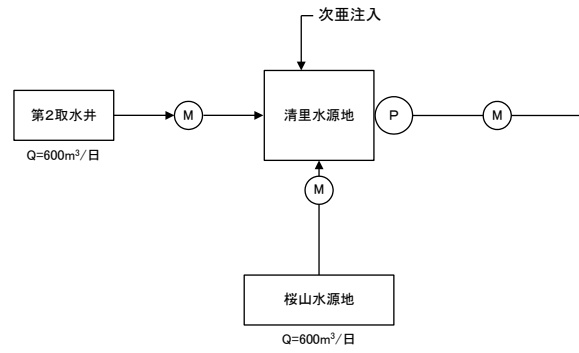 次亜注入
第2取水井
M
清里水源地
P
M
Q=600m³/日
M
桜山水源地
Q=600m³/日